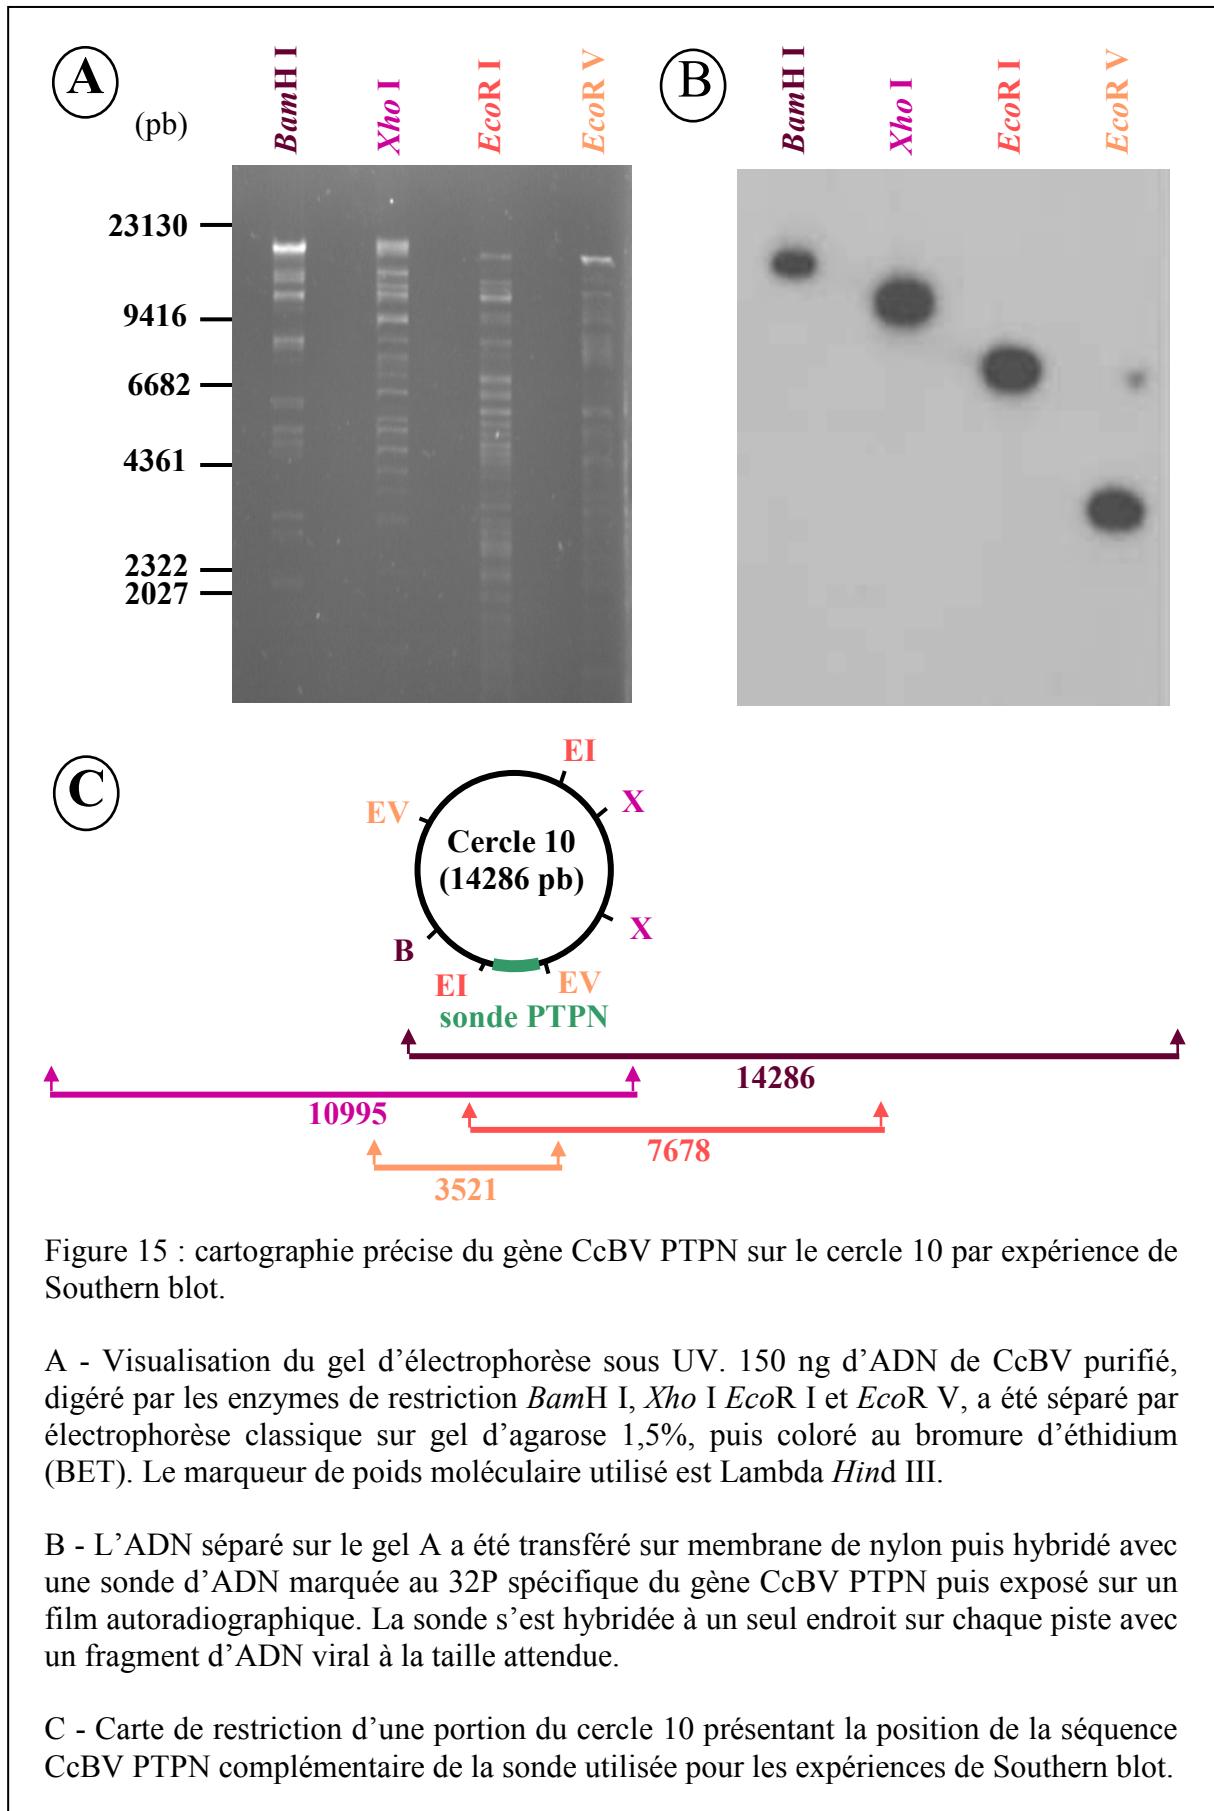 A
(pb)
BamH I
Xho I
EcoR I
EcoR V
B
BamH I
Xho I
EcoR I
EcoR V
23130
9416
6682
4361
2322
2027
C
EI
X
EV
Cercle 10
(14286 pb)
X
B
EI
EV
sonde PTPN
14286
10995
7678
3521
Figure 15 : cartographie précise du gène CcBV PTPN sur le cercle 10 par expérience de
Southern blot.
A - Visualisation du gel d’électrophorèse sous UV. 150 ng d’ADN de CcBV purifié,
digéré par les enzymes de restriction BamH I, Xho I EcoR I et EcoR V, a été séparé par
électrophorèse classique sur gel d’agarose 1,5%, puis coloré au bromure d’éthidium
(BET). Le marqueur de poids moléculaire utilisé est Lambda Hind III.
B - L’ADN séparé sur le gel A a été transféré sur membrane de nylon puis hybridé avec
une sonde d’ADN marquée au 32P spécifique du gène CcBV PTPN puis exposé sur un
film autoradiographique. La sonde s’est hybridée à un seul endroit sur chaque piste avec
un fragment d’ADN viral à la taille attendue.
C - Carte de restriction d’une portion du cercle 10 présentant la position de la séquence
CcBV PTPN complémentaire de la sonde utilisée pour les expériences de Southern blot.